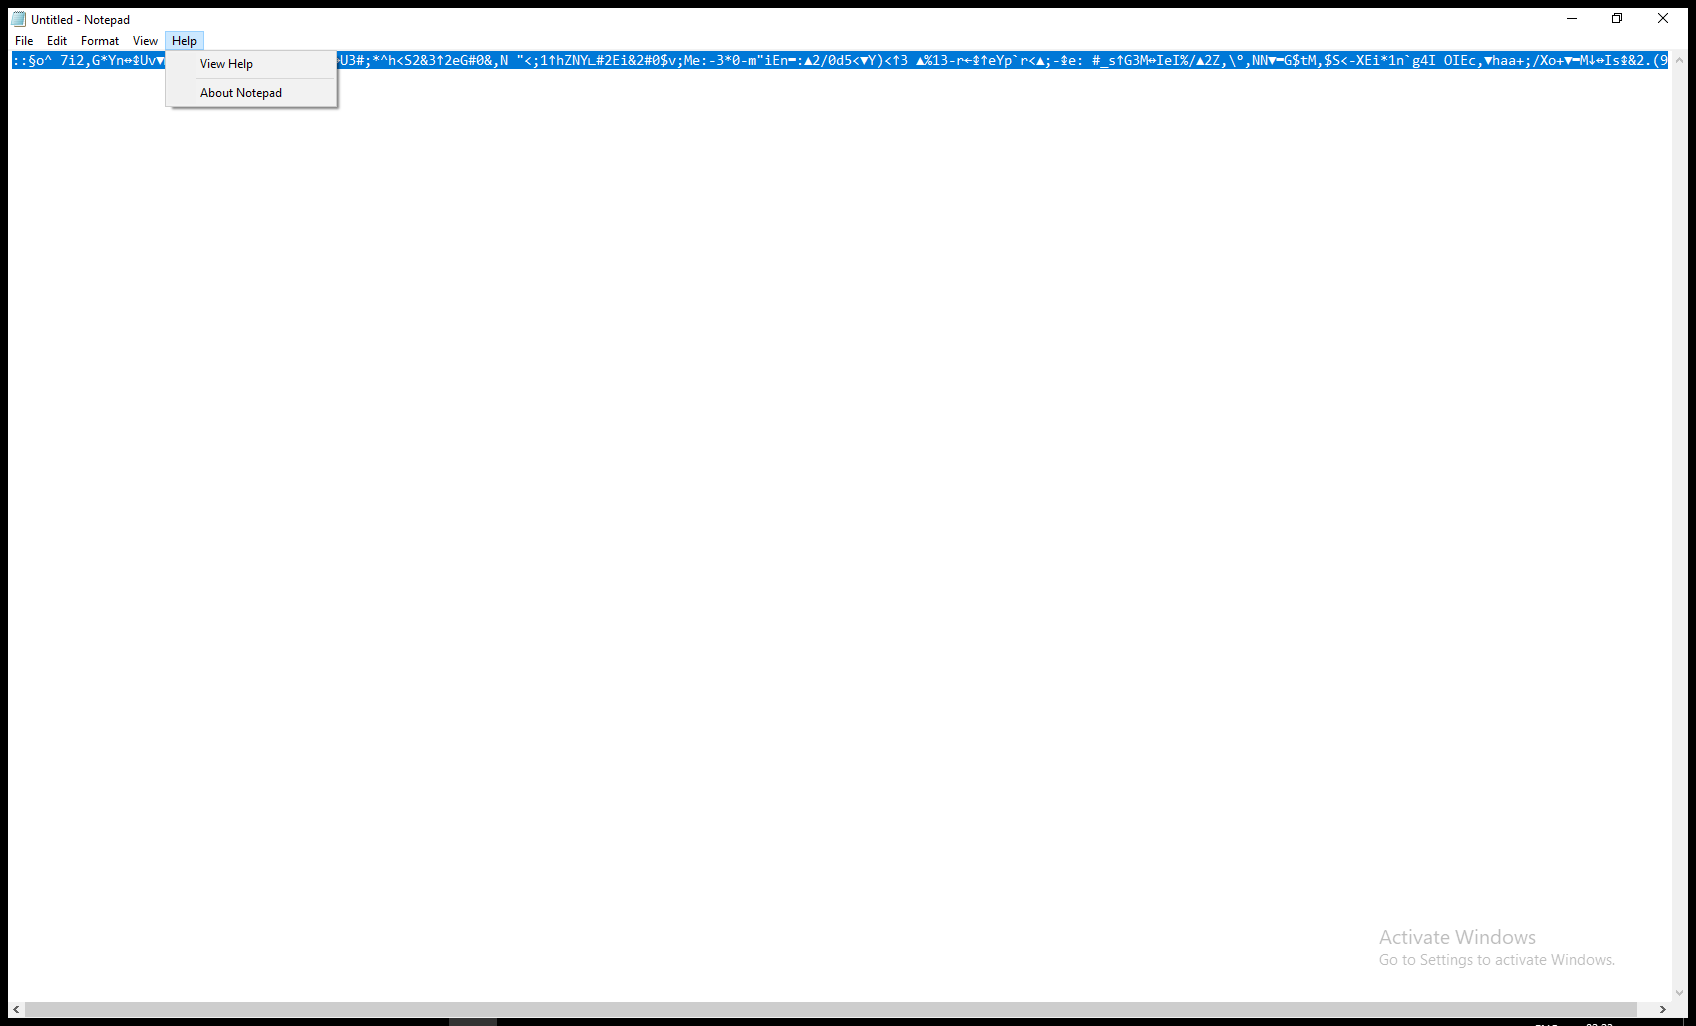 Untitled - Notepad
File Edit Format View Help
::§o^ 7i2,G*Yn↔↨Uv▼ U3#;*^h<S2&3↑2eG#0&,N "<;1↑hZNY∟#2Ei&2#0$v;Me:-3*0-m"iEn▬:▲2/0d5<▼Y)<↑3 ▲%13-r←↨↑eYp`r<▲;-↨e: #_s↑G3M↔IeI%/▲2Z,\º,NN▼▬G$tM,$S<-XEi*1n`g4I OIEc,▼haa+;/Xo+▼▬M↓↔Is↨&2.(9
View Help
About Notepad
Activate Windows
Go to Settings to activate Windows.